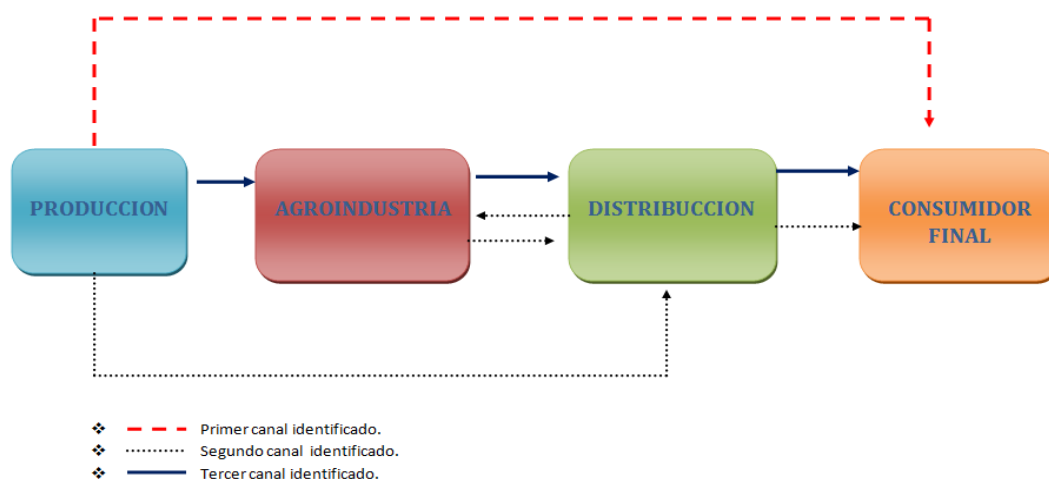 PRODUCCION
AGROINDUSTRIA
DISTRIBUCCION
CONSUMIDOR
FINAL
Primer canal identificado.
Segundo canal identificado.
Tercer canal identificado.